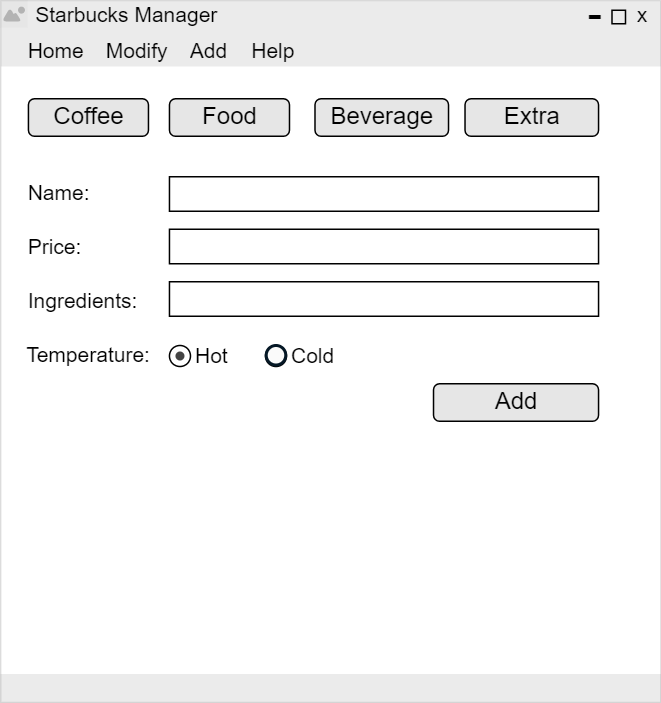 Starbucks Manager
Home Modify Add Help
Coffee Food Beverage Extra
Name:
Price:
Ingredients:
Temperature: Hot Cold
Add